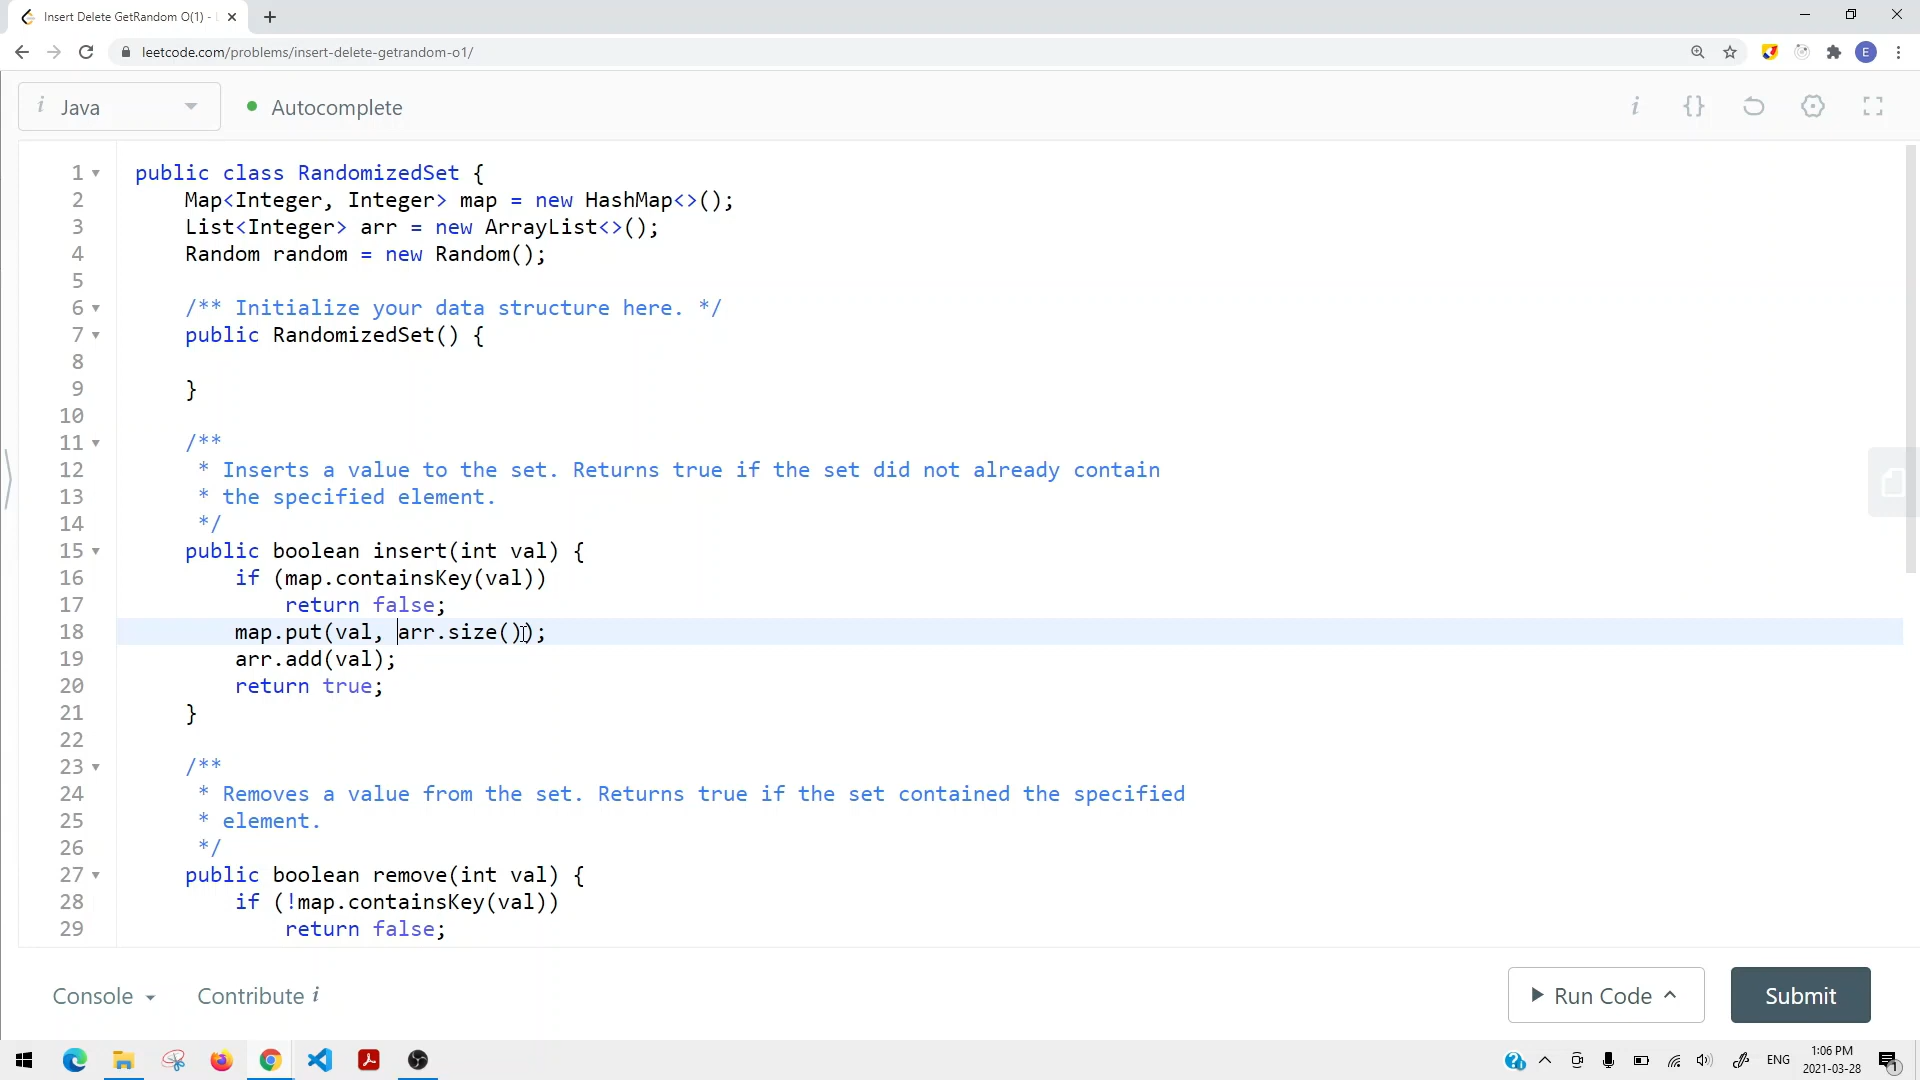 Insert Delete GetRandom O(1) -
leetcode.com/problems/insert-delete-getrandom-o1/
E
i Java
Autocomplete
i {}
1 public class RandomizedSet {
2 Map<Integer, Integer> map = new HashMap<>();
3 List<Integer> arr = new ArrayList<>();
4 Random random = new Random();
5
6 /** Initialize your data structure here. */
7 public RandomizedSet() {
8
9 }
10
11 /**
12 * Inserts a value to the set. Returns true if the set did not already contain
13 * the specified element.
14 */
15 public boolean insert(int val) {
16 if (map.containsKey(val))
17 return false;
18 map.put(val, arr.size());
19 arr.add(val);
20 return true;
21 }
22
23 /**
24 * Removes a value from the set. Returns true if the set contained the specified
25 * element.
26 */
27 public boolean remove(int val) {
28 if (!map.containsKey(val))
29 return false;
Console Contribute i
Run Code Submit
ENG
1:06 PM
2021-03-28
1